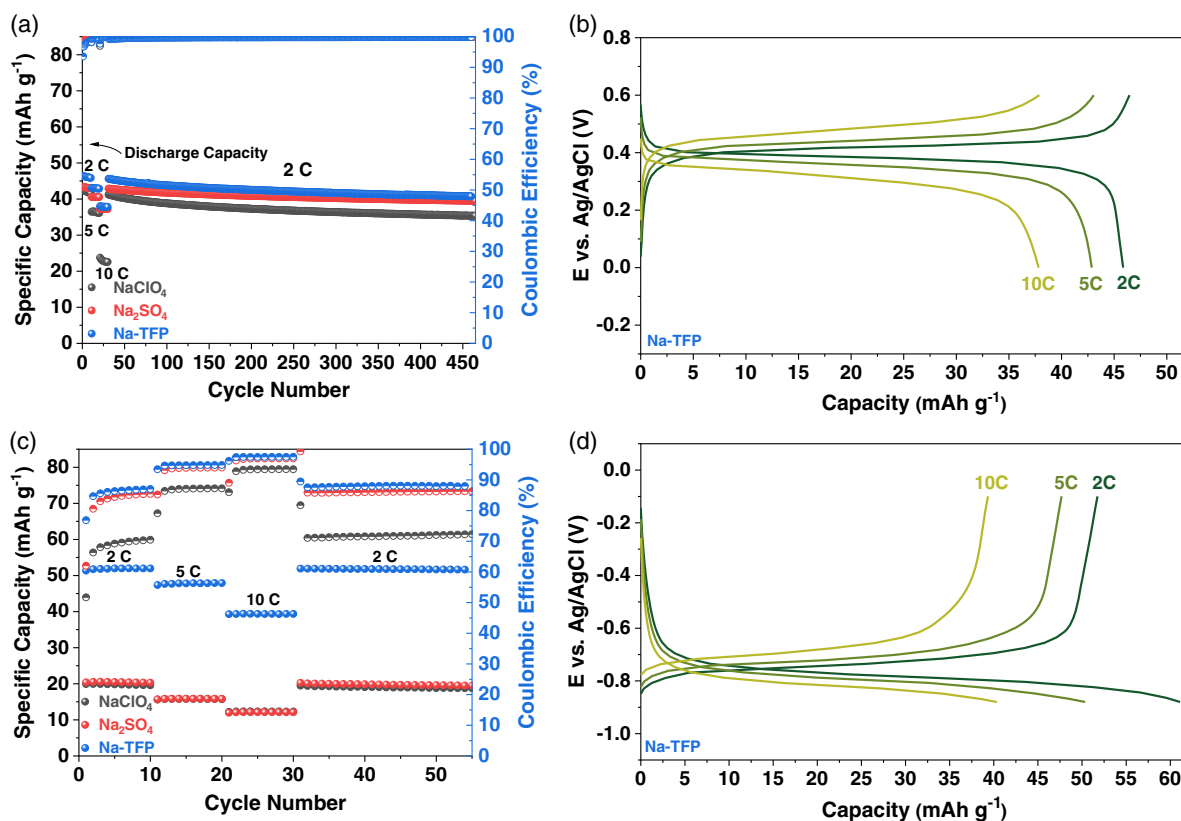 (a)
Specific Capacity (mAh g⁻¹)
85
80
70
60
50
40
30
20
10
0
Discharge Capacity
2 C
2 C
5 C
10 C
NaClO₄
Na₂SO₄
Na-TFP
100
90
80
70
60
50
40
30
20
10
0
Coulombic Efficiency (%)
0 50 100 150 200 250 300 350 400 450
Cycle Number
(b)
E vs. Ag/AgCl (V)
0.8
0.6
0.4
0.2
0.0
-0.2
10C 5C 2C
Na-TFP
0 5 10 15 20 25 30 35 40 45 50
Capacity (mAh g⁻¹)
(c)
Specific Capacity (mAh g⁻¹)
80
70
60
50
40
30
20
10
0
2 C
5 C
10 C
2 C
NaClO₄
Na₂SO₄
Na-TFP
100
90
80
70
60
50
40
30
20
10
0
Coulombic Efficiency (%)
0 10 20 30 40 50
Cycle Number
(d)
E vs. Ag/AgCl (V)
0.0
-0.2
-0.4
-0.6
-0.8
-1.0
10C 5C 2C
Na-TFP
0 5 10 15 20 25 30 35 40 45 50 55 60
Capacity (mAh g⁻¹)